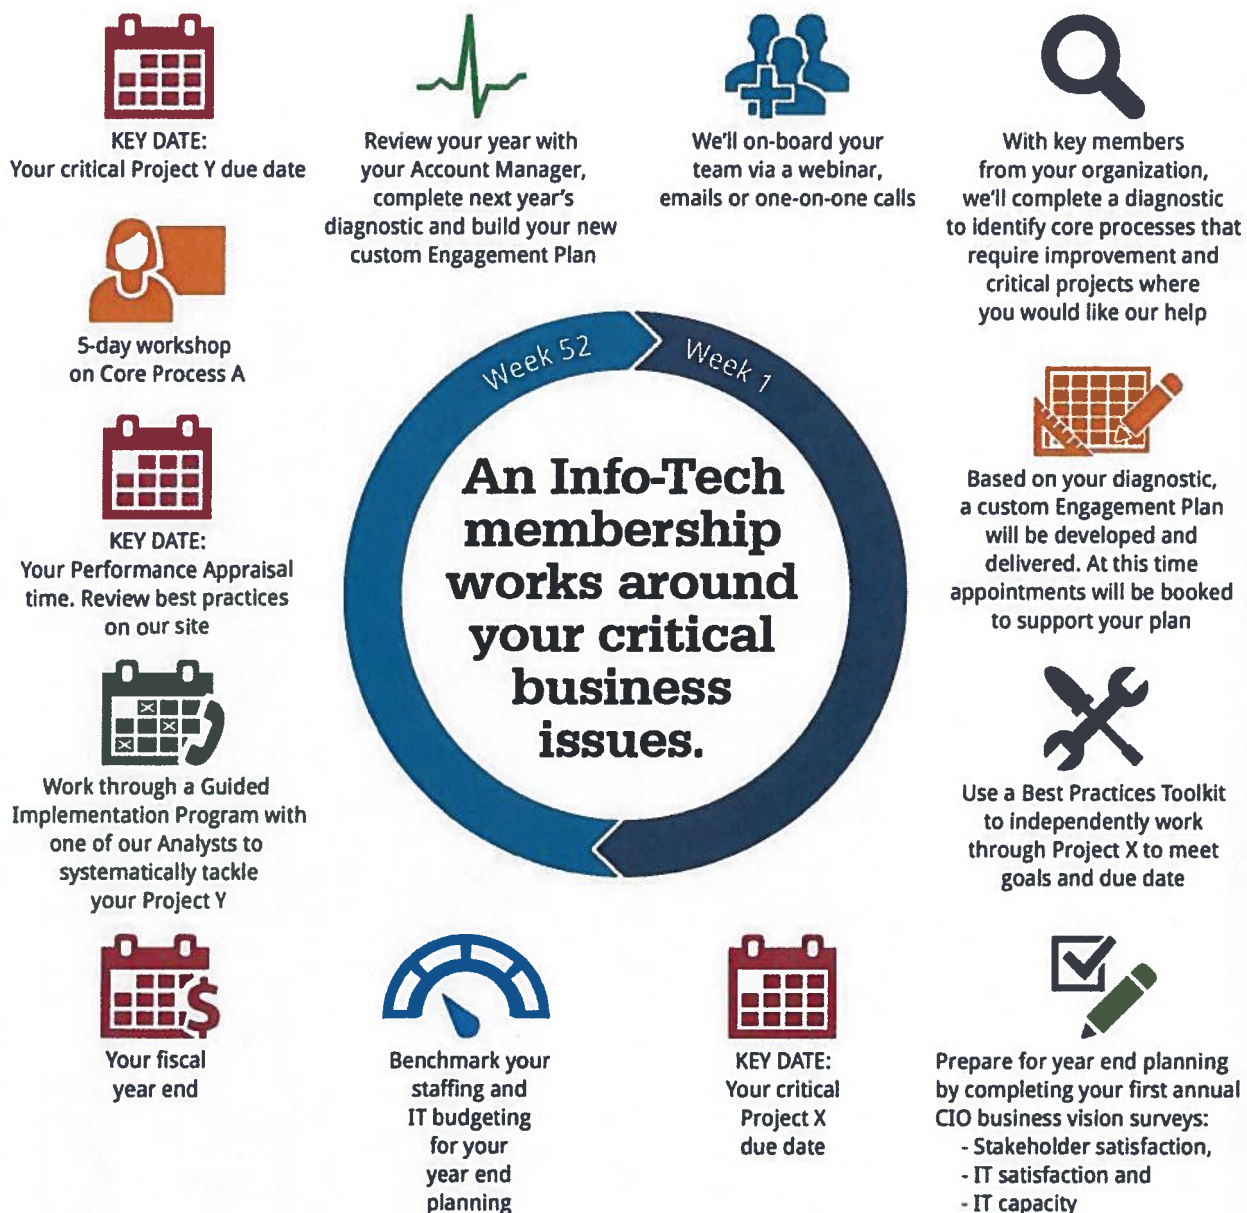 KEY DATE:
Your critical Project Y due date
Review your year with
your Account Manager,
complete next year's
diagnostic and build your new
custom Engagement Plan
We'll on-board your
team via a webinar,
emails or one-on-one calls
With key members
from your organization,
we'll complete a diagnostic
to identify core processes that
require improvement and
critical projects where
you would like our help
5-day workshop
on Core Process A
Week 52
Week 1
An Info-Tech
membership
works around
your critical
business
issues.
Based on your diagnostic,
a custom Engagement Plan
will be developed and
delivered. At this time
appointments will be booked
to support your plan
KEY DATE:
Your Performance Appraisal
time. Review best practices
on our site
Work through a Guided
Implementation Program with
one of our Analysts to
systematically tackle
your Project Y
Use a Best Practices Toolkit
to independently work
through Project X to meet
goals and due date
$
Your fiscal
year end
Benchmark your
staffing and
IT budgeting
for your
year end
planning
KEY DATE:
Your critical
Project X
due date
Prepare for year end planning
by completing your first annual
CIO business vision surveys:
- Stakeholder satisfaction,
- IT satisfaction and
- IT capacity